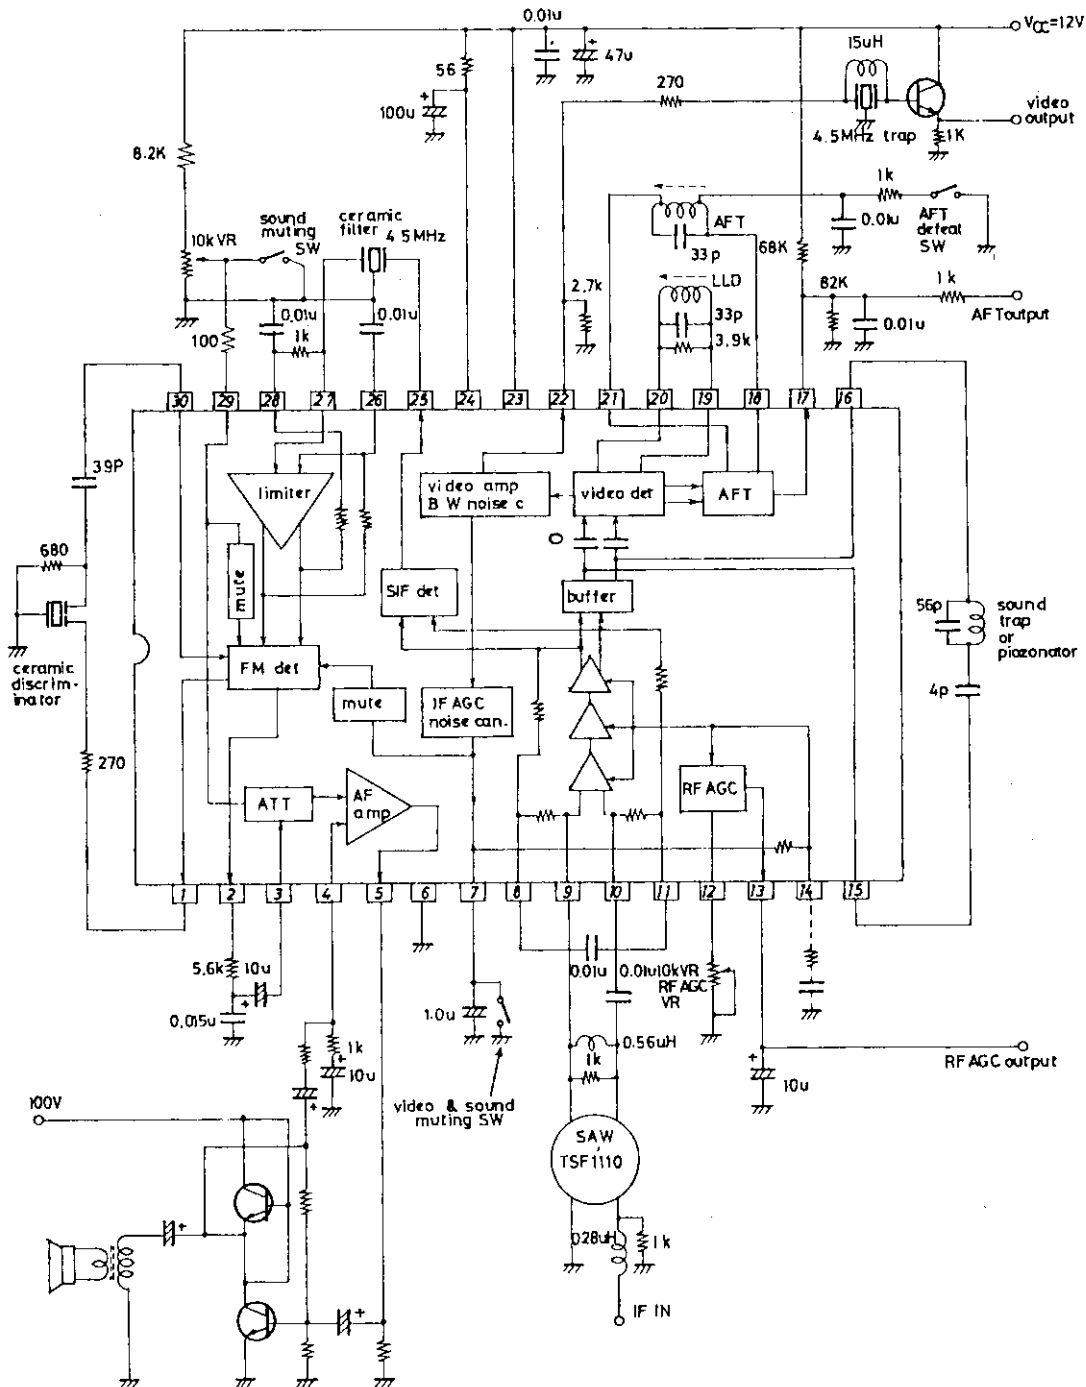 0.01u
47u
VCC=12V
15uH
56
100u
270
4.5MHz trap
1K
video
output
8.2K
10kVR
sound
muting
SW
ceramic
filter
4.5MHz
AFT
33p
68K
1k
0.01u
AFT
defeat
SW
LLD
33p
3.9k
2.7k
82K
0.01u
1k
AFT output
100
0.01u
1k
0.01u
30
29
28
27
26
25
24
23
22
21
20
19
18
17
16
39P
680
ceramic
discrim-
inator
270
limiter
mute
FM det
mute
SIF det
video amp
B W noise c
video det
AFT
buffer
IF AGC
noise can.
RF AGC
ATT
AF
amp
56p
sound
trap
or
piezonator
4p
1
2
3
4
5
6
7
8
9
10
11
12
13
14
15
5.6k
10u
0.015u
1k
10u
1.0u
video & sound
muting SW
0.01u
0.01u
10kVR
RF AGC
VR
0.56uH
1k
SAW
TSF1110
0.28uH
1k
IF IN
10u
RF AGC output
100V